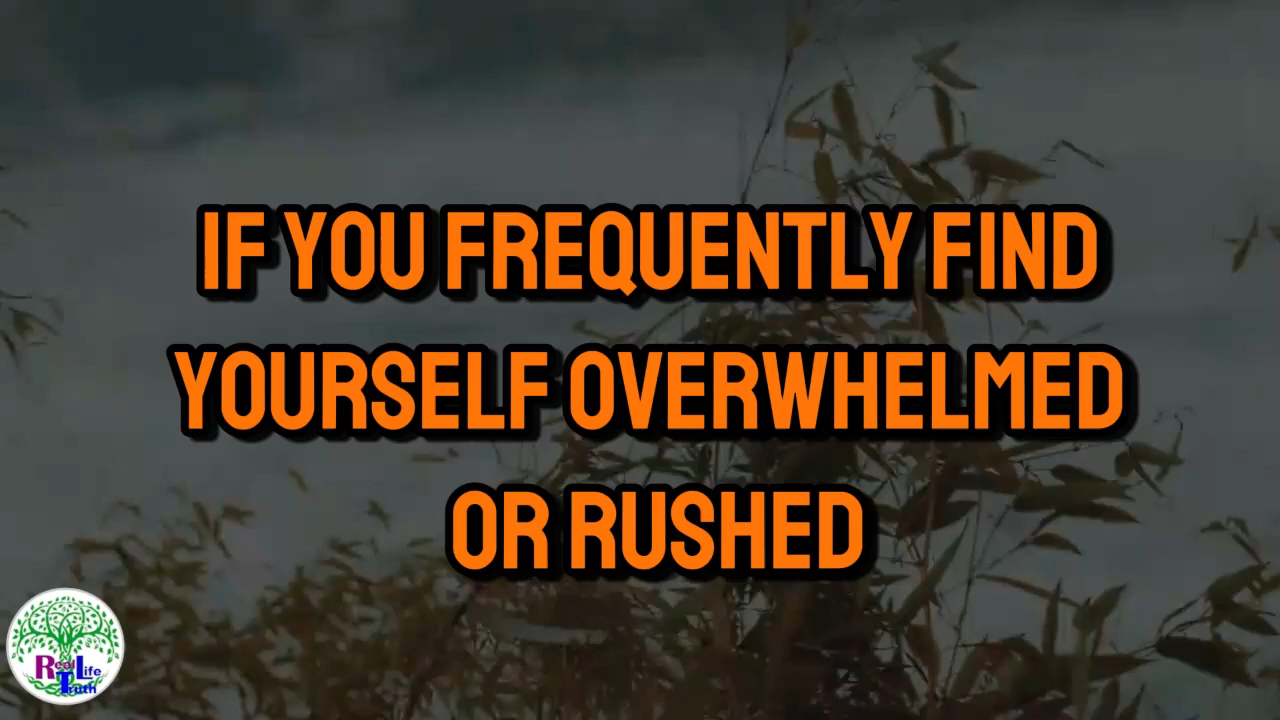 IF YOU FREQUENTLY FIND
YOURSELF OVERWHELMED
OR RUSHED
Real Life
Truth